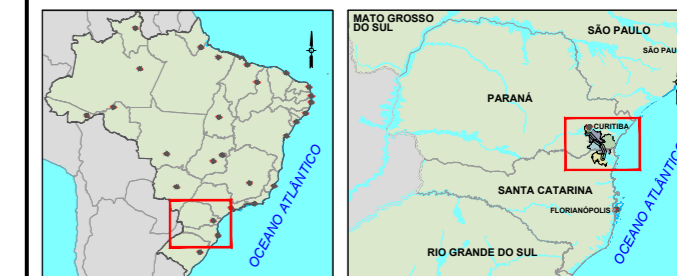 OCEANO ATLÂNTICO
MATO GROSSO
DO SUL
SÃO PAULO
SÃO PAU
PARANÁ
CURITIBA
SANTA CATARINA
FLORIANÓPOLIS
OCEANO ATLÂNTICO
RIO GRANDE DO SUL